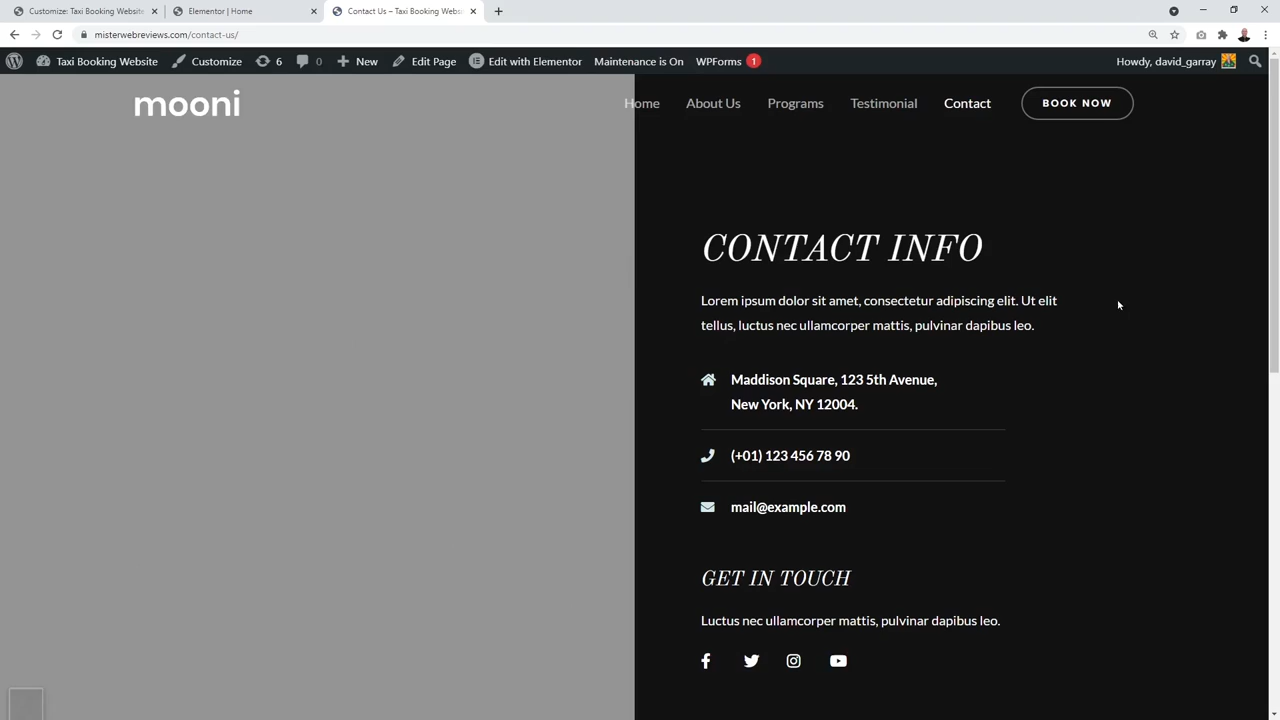 Customize: Taxi Booking Website
Elementor | Home
Contact Us – Taxi Booking Webs
misterwebreviews.com/contact-us/
Taxi Booking Website
Customize
6
0
New
Edit Page
Edit with Elementor
Maintenance is On
WPForms 1
Howdy, david_garray
mooni
Home
About Us
Programs
Testimonial
Contact
BOOK NOW
CONTACT INFO
Lorem ipsum dolor sit amet, consectetur adipiscing elit. Ut elit
tellus, luctus nec ullamcorper mattis, pulvinar dapibus leo.
Maddison Square, 123 5th Avenue,
New York, NY 12004.
(+01) 123 456 78 90
mail@example.com
GET IN TOUCH
Luctus nec ullamcorper mattis, pulvinar dapibus leo.